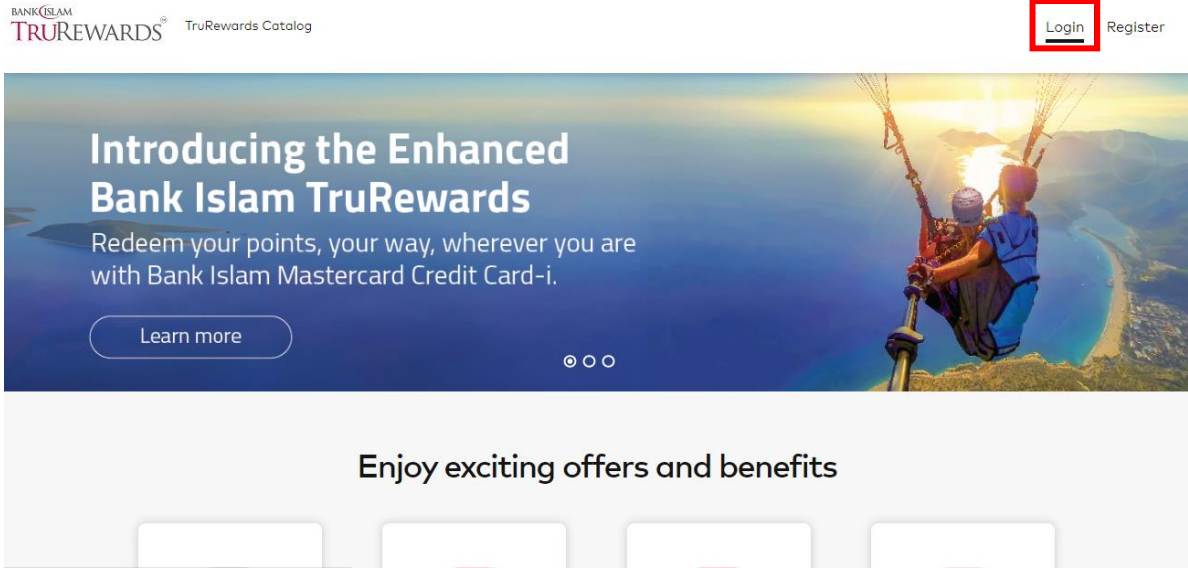 BANK ISLAM
TRUREWARDS® TruRewards Catalog Login Register
Introducing the Enhanced
Bank Islam TruRewards
Redeem your points, your way, wherever you are
with Bank Islam Mastercard Credit Card-i.
Learn more
Enjoy exciting offers and benefits